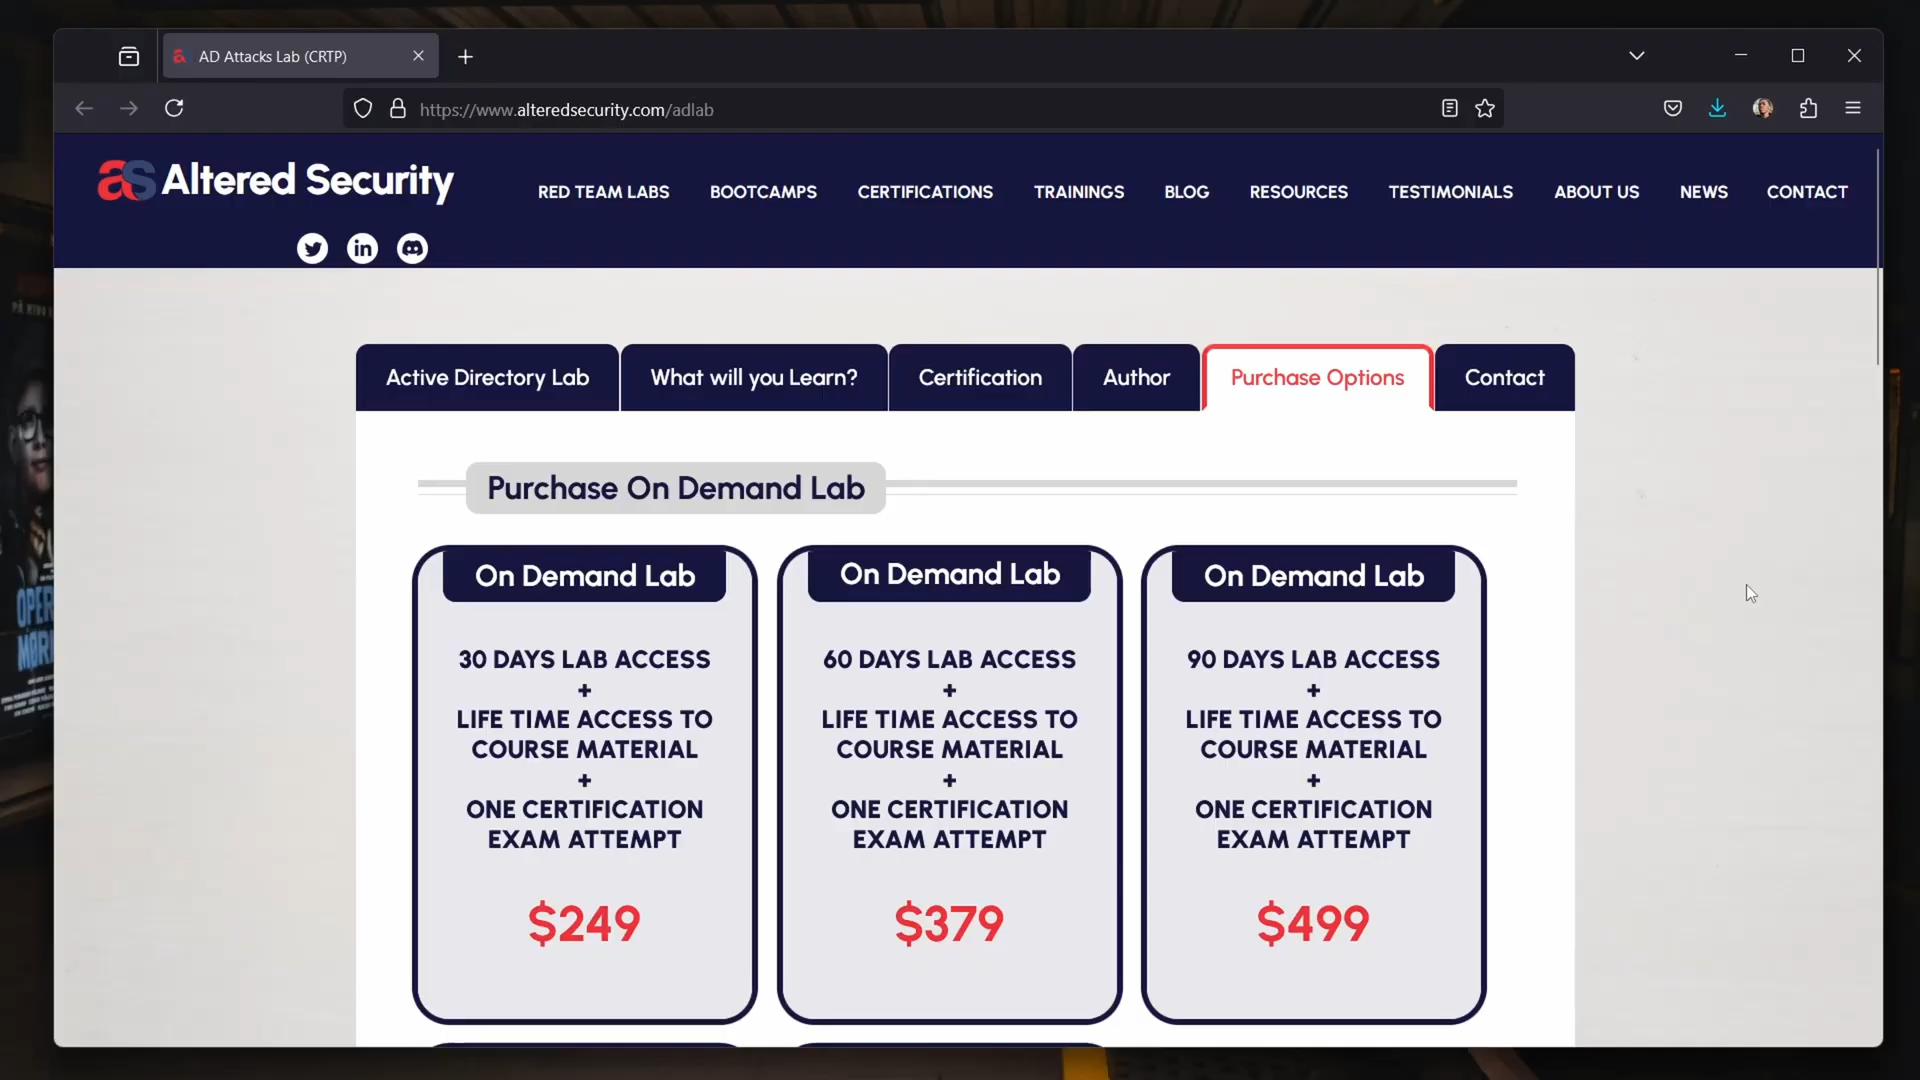 AD Attacks Lab (CRTP)
https://www.alteredsecurity.com/adlab
as Altered Security
RED TEAM LABS
BOOTCAMPS
CERTIFICATIONS
TRAININGS
BLOG
RESOURCES
TESTIMONIALS
ABOUT US
NEWS
CONTACT
in
Active Directory Lab
What will you Learn?
Certification
Author
Purchase Options
Contact
Purchase On Demand Lab
On Demand Lab
30 DAYS LAB ACCESS
+
LIFE TIME ACCESS TO
COURSE MATERIAL
+
ONE CERTIFICATION
EXAM ATTEMPT
$249
On Demand Lab
60 DAYS LAB ACCESS
+
LIFE TIME ACCESS TO
COURSE MATERIAL
+
ONE CERTIFICATION
EXAM ATTEMPT
$379
On Demand Lab
90 DAYS LAB ACCESS
+
LIFE TIME ACCESS TO
COURSE MATERIAL
+
ONE CERTIFICATION
EXAM ATTEMPT
$499